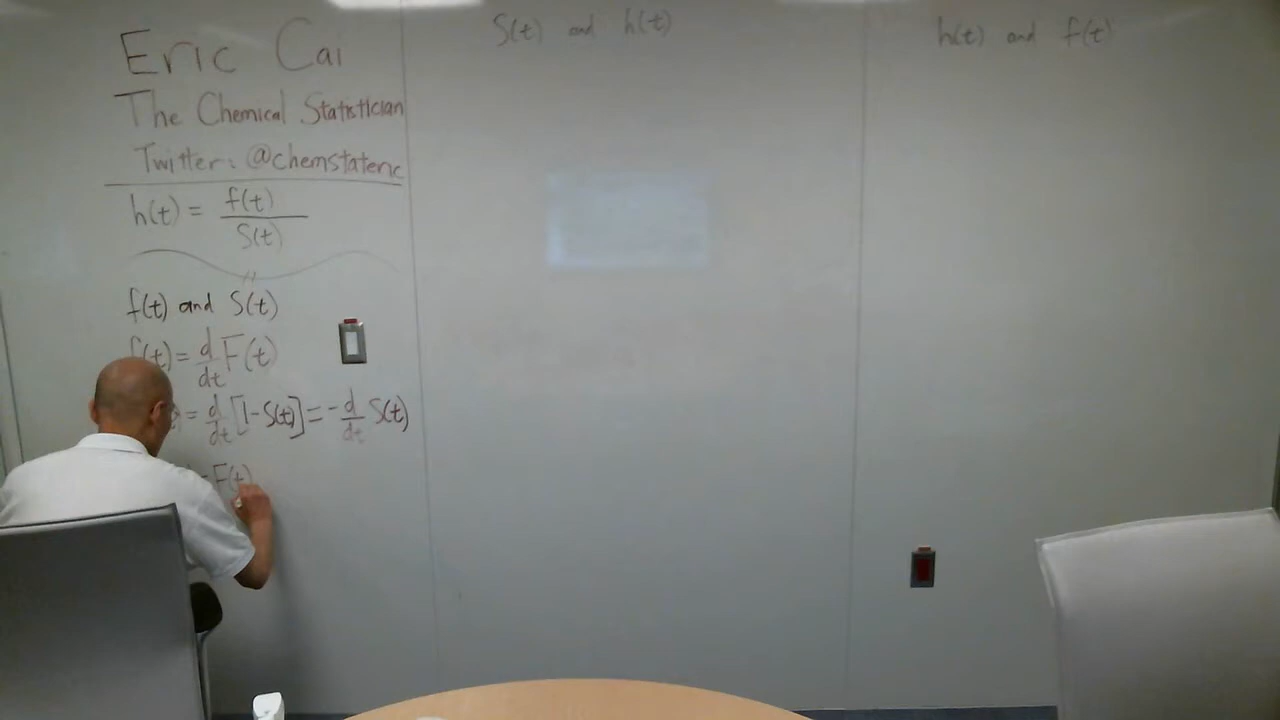 Eric Cai
The Chemical Statistician
Twitter: @chemstateric
h(t) = f(t) / S(t)
f(t) and S(t)
f(t) = d/dt F(t)
= d/dt [1-S(t)] = -d/dt S(t)
F(t)
S(t) and h(t)
h(t) and f(t)